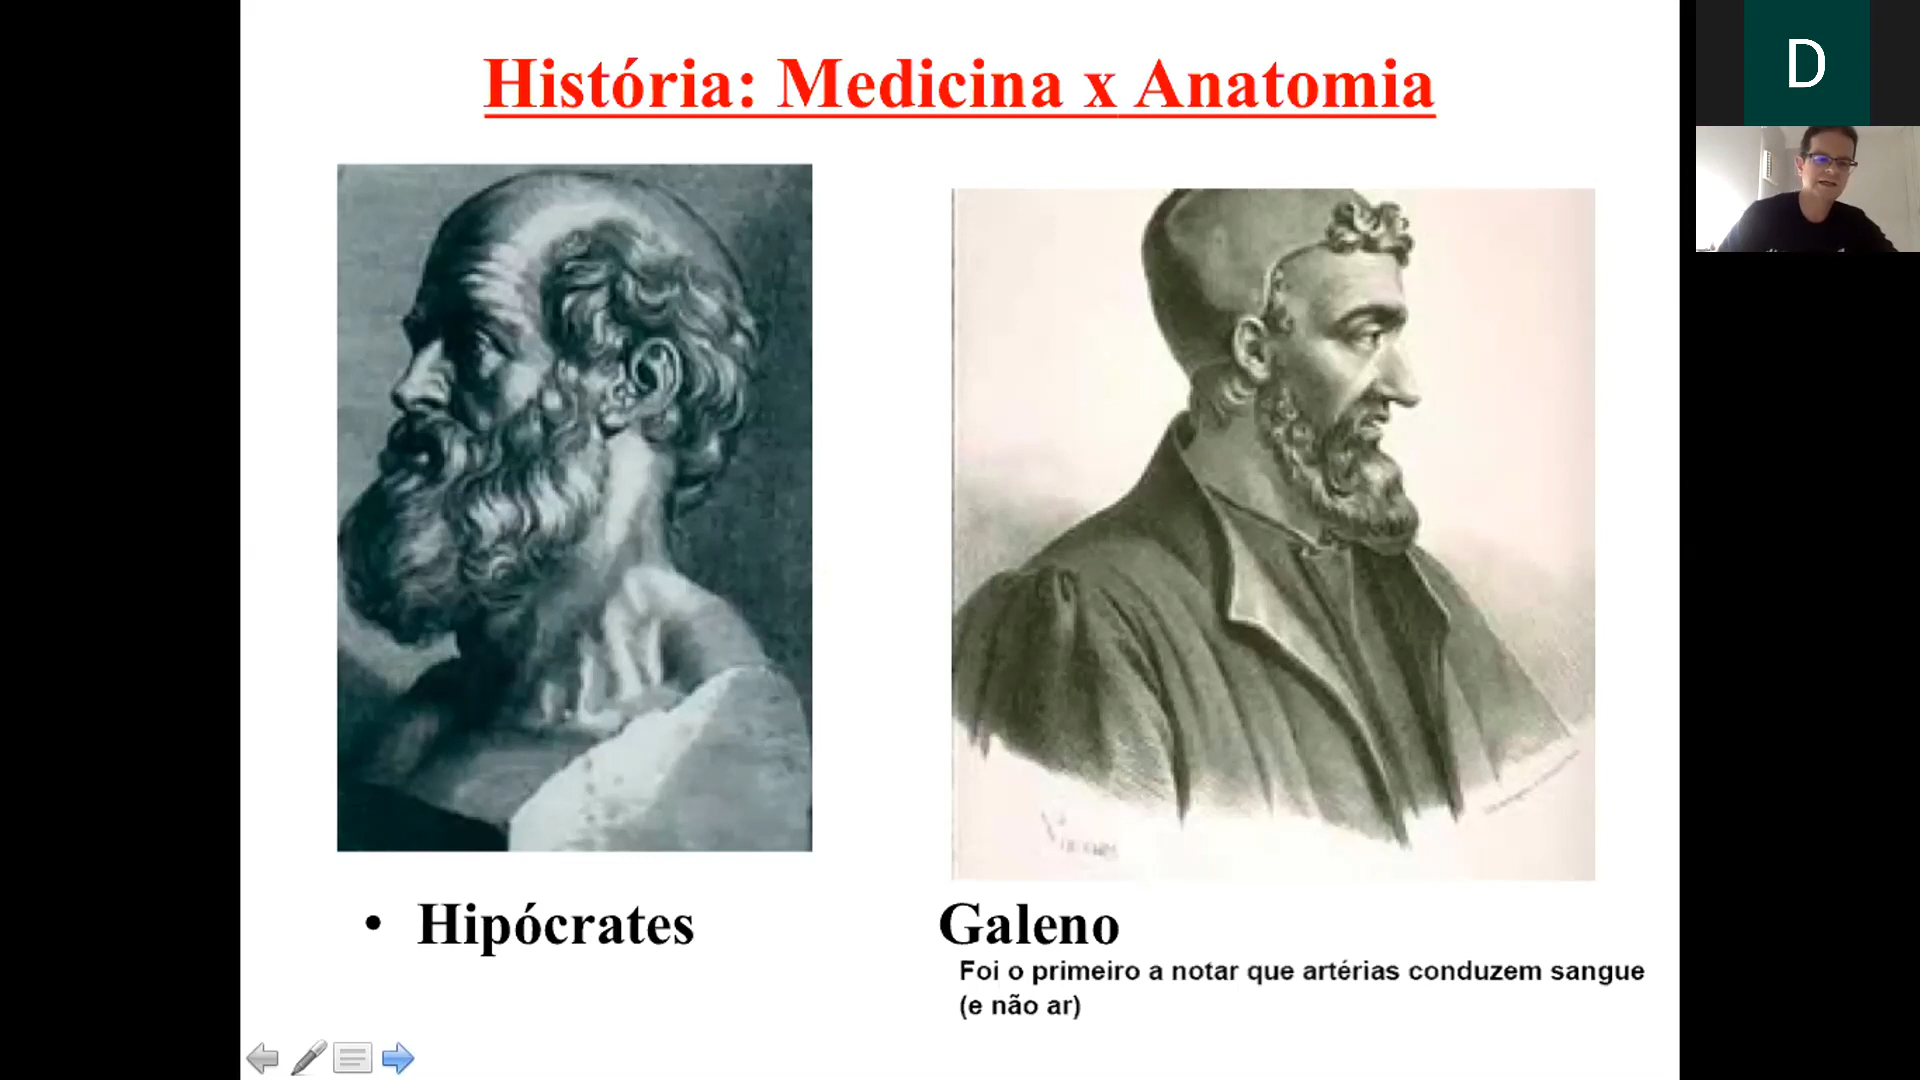 História: Medicina x Anatomia
D
• Hipócrates
Galeno
Foi o primeiro a notar que artérias conduzem sangue
(e não ar)